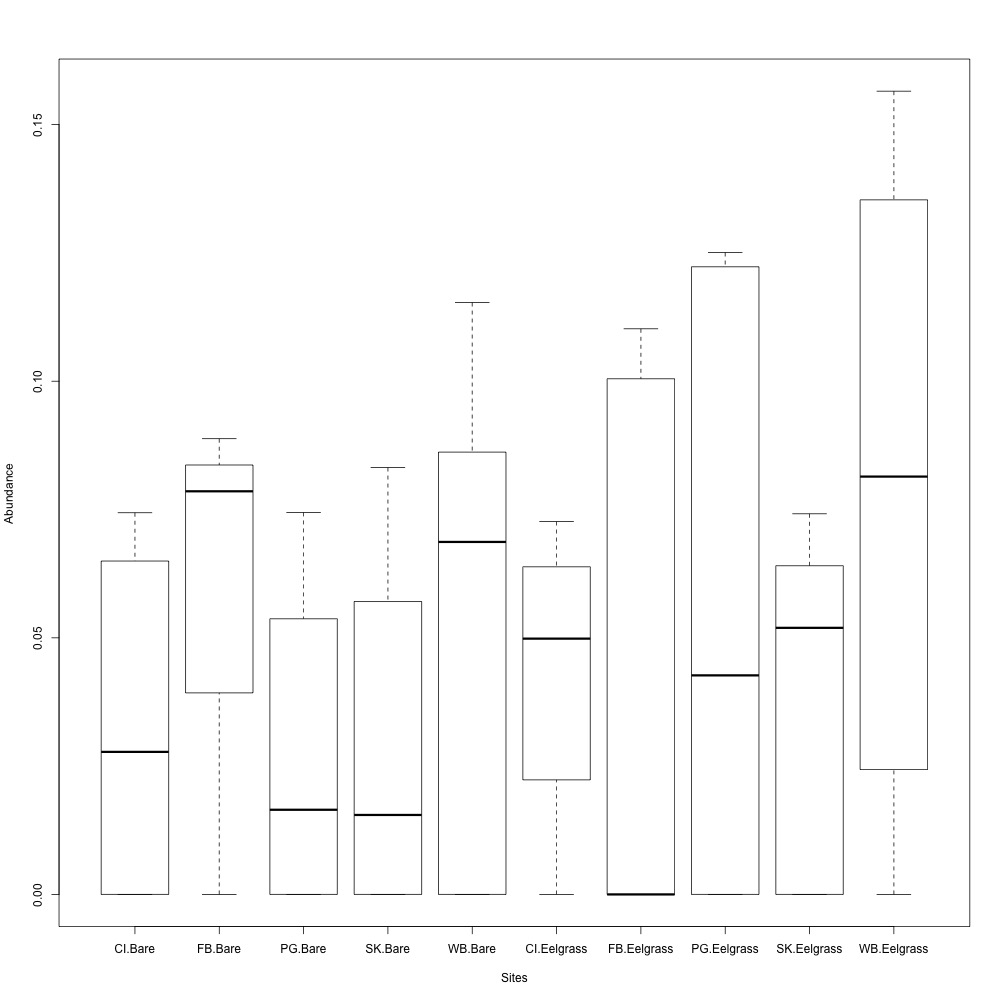 0.15
0.10
0.05
0.00
Abundance
CI.Bare FB.Bare PG.Bare SK.Bare WB.Bare CI.Eelgrass FB.Eelgrass PG.Eelgrass SK.Eelgrass WB.Eelgrass
Sites